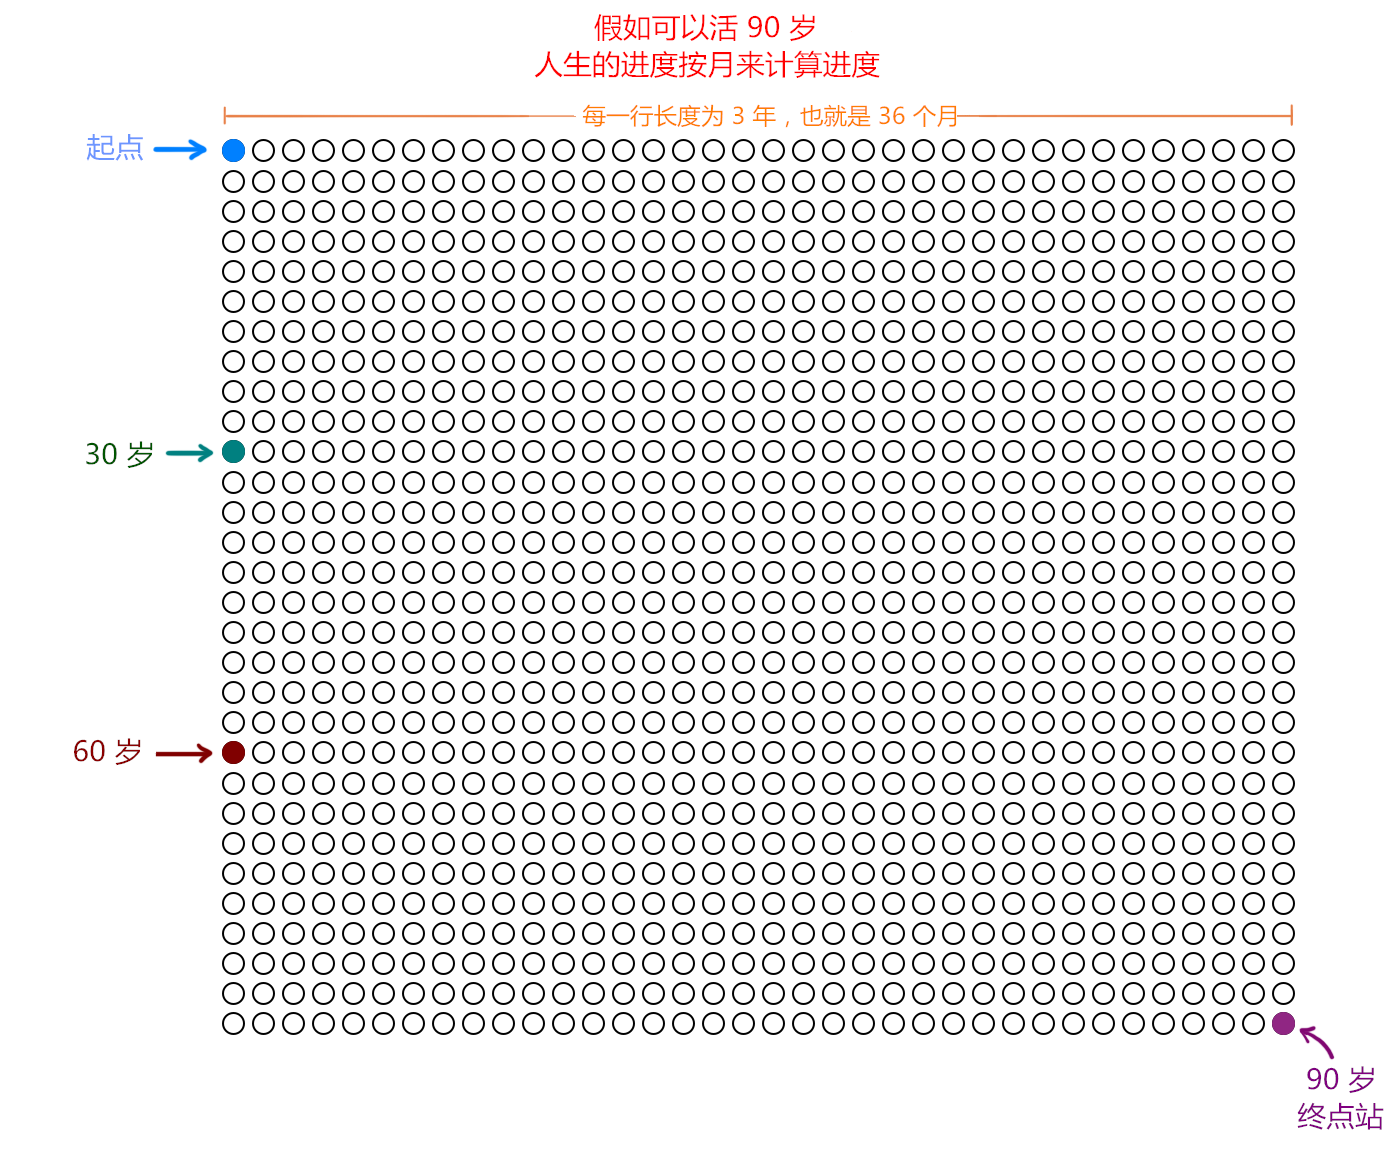 假如可以活 90 岁
人生的进度按月来计算进度
每一行长度为 3 年，也就是 36 个月
起点
30 岁
60 岁
90 岁
终点站